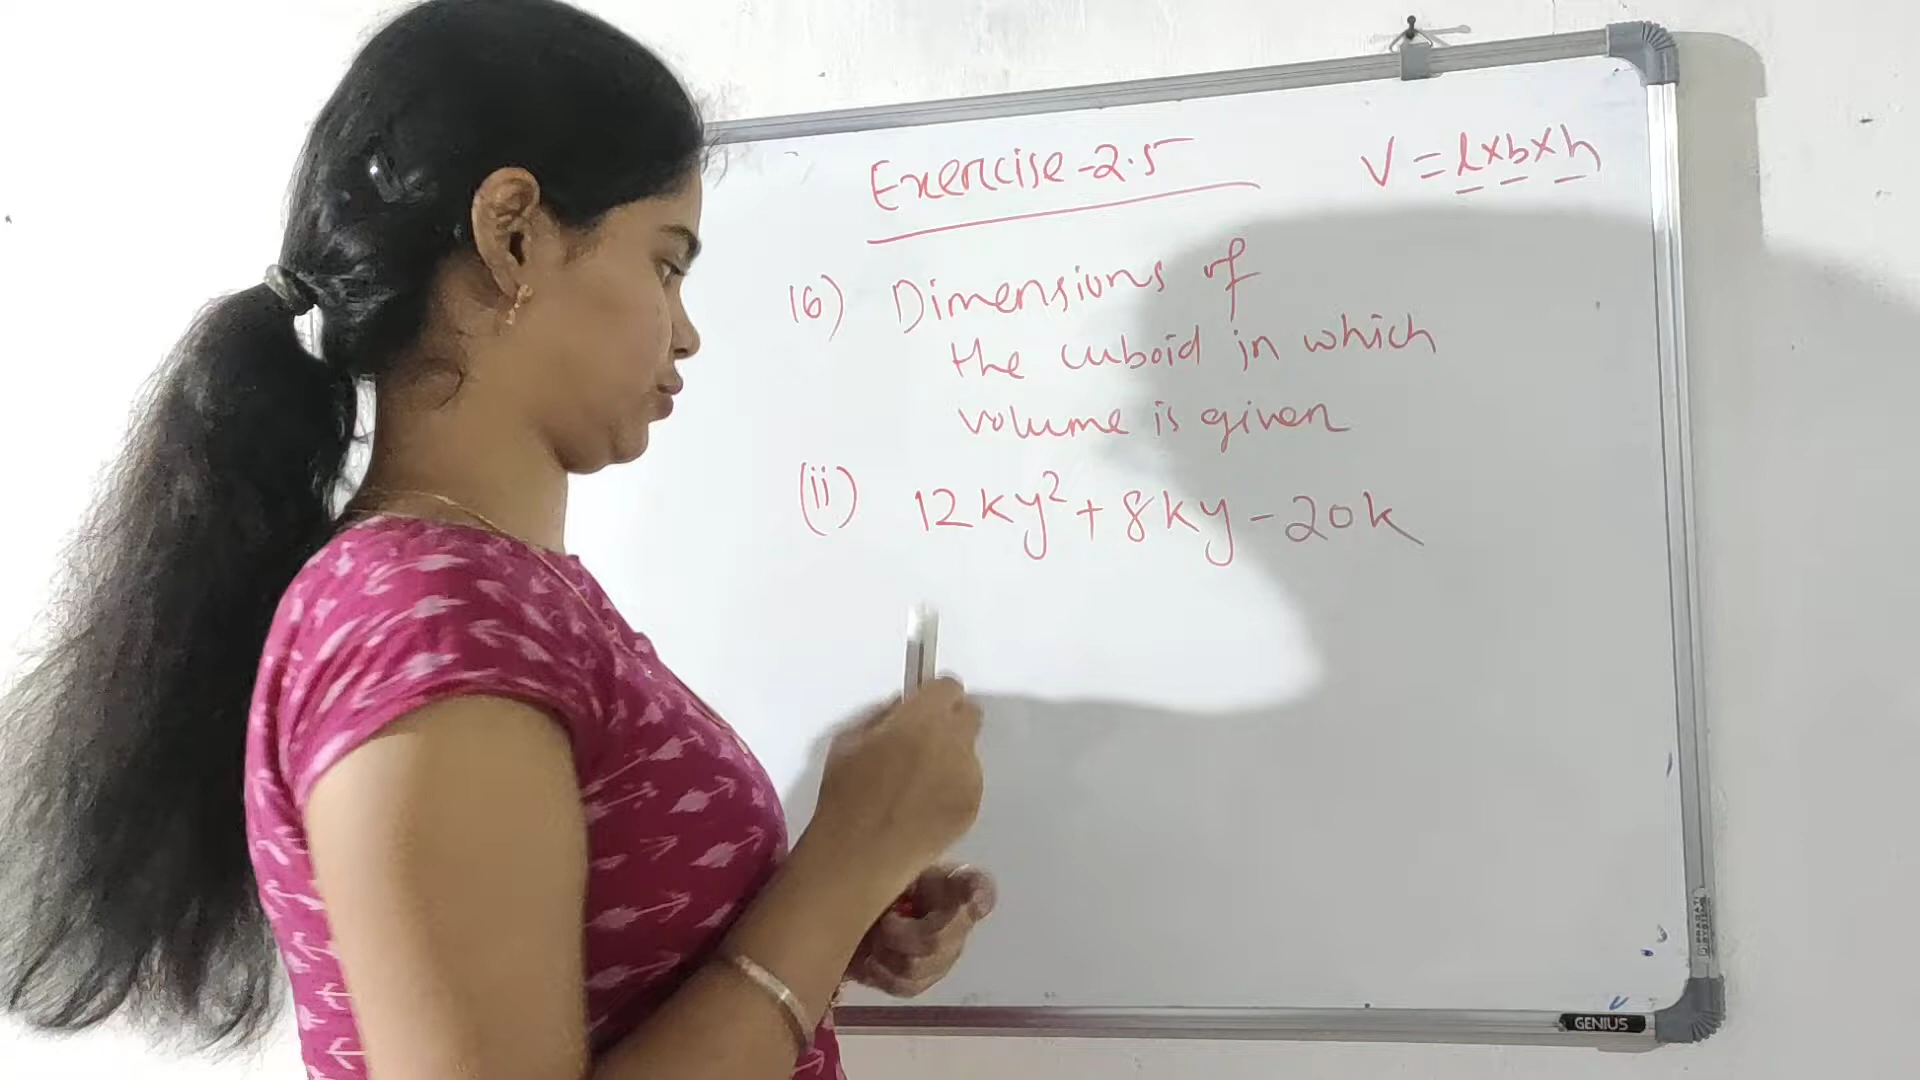 Exercise-2.5
V = l×b×h
16) Dimensions of
the cuboid in which
volume is given
(ii) 12ky² + 8ky - 20k
GENIUS